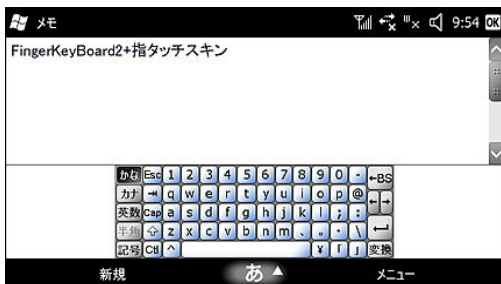 メモ 9:54 OK
FingerKeyBoard2+指タッチスキン
かな Esc 1 2 3 4 5 6 7 8 9 0 - ←BS
カナ q w e r t y u i o p @ ← →
英数 Cap a s d f g h j k l ; :
半角 z x c v b n m , . ・ \
記号 Ctl ^ ¥ 「 」 変換
新規 あ メニュー